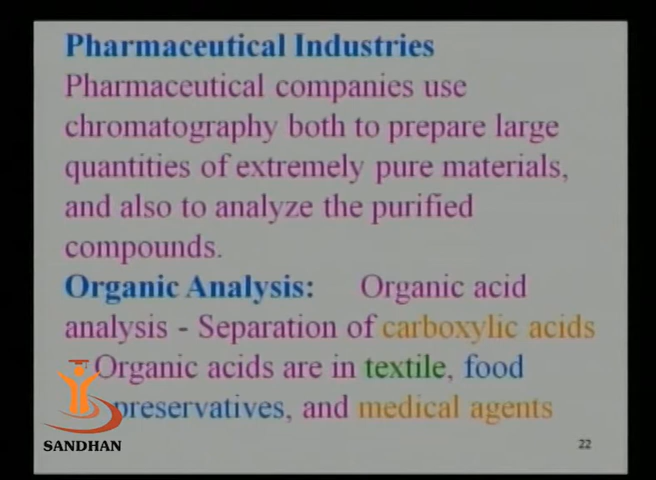 Pharmaceutical Industries
Pharmaceutical companies use
chromatography both to prepare large
quantities of extremely pure materials,
and also to analyze the purified
compounds.
Organic Analysis: Organic acid
analysis - Separation of carboxylic acids
Organic acids are in textile, food
preservatives, and medical agents
SANDHAN
22